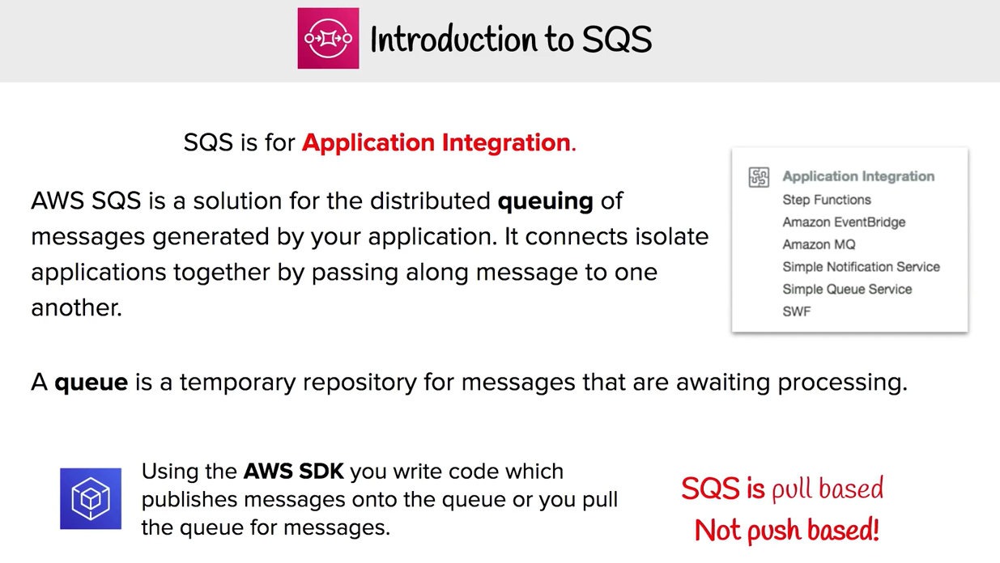 Introduction to SQS
SQS is for Application Integration.
AWS SQS is a solution for the distributed queuing of
messages generated by your application. It connects isolate
applications together by passing along message to one
another.
Application Integration
Step Functions
Amazon EventBridge
Amazon MQ
Simple Notification Service
Simple Queue Service
SWF
A queue is a temporary repository for messages that are awaiting processing.
Using the AWS SDK you write code which
publishes messages onto the queue or you pull
the queue for messages.
SQS is pull based
Not push based!